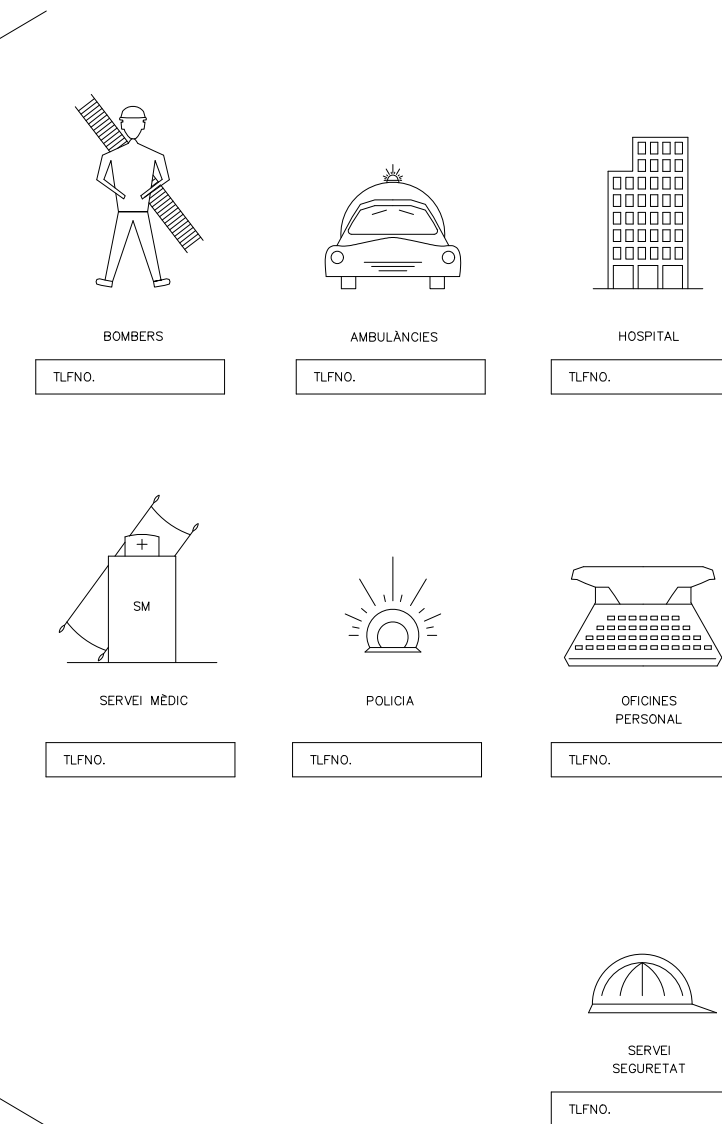 BOMBERS
AMBULÀNCIES
HOSPITAL
TLFNO.
TLFNO.
TLFNO.
SM
SERVEI MÈDIC
POLICIA
OFICINES
PERSONAL
TLFNO.
TLFNO.
TLFNO.
SERVEI
SEGURETAT
TLFNO.